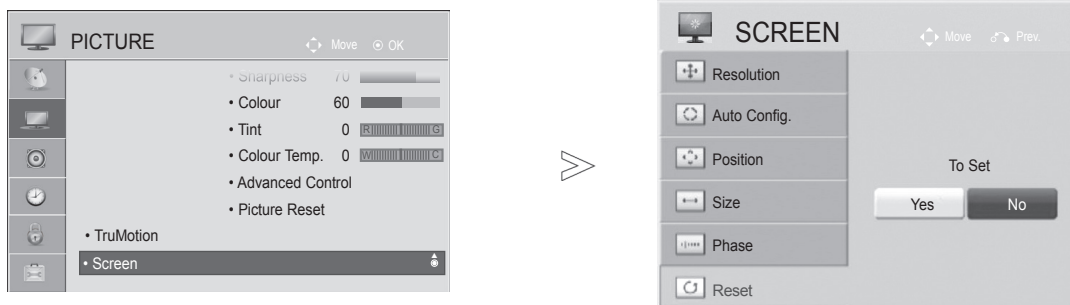 PICTURE
Move OK
• Sharpness 70
• Colour 60
• Tint 0 R G
• Colour Temp. 0 W C
• Advanced Control
• Picture Reset
• TruMotion
• Screen
SCREEN
Move Prev.
Resolution
Auto Config.
Position
Size
Phase
Reset
To Set
Yes No